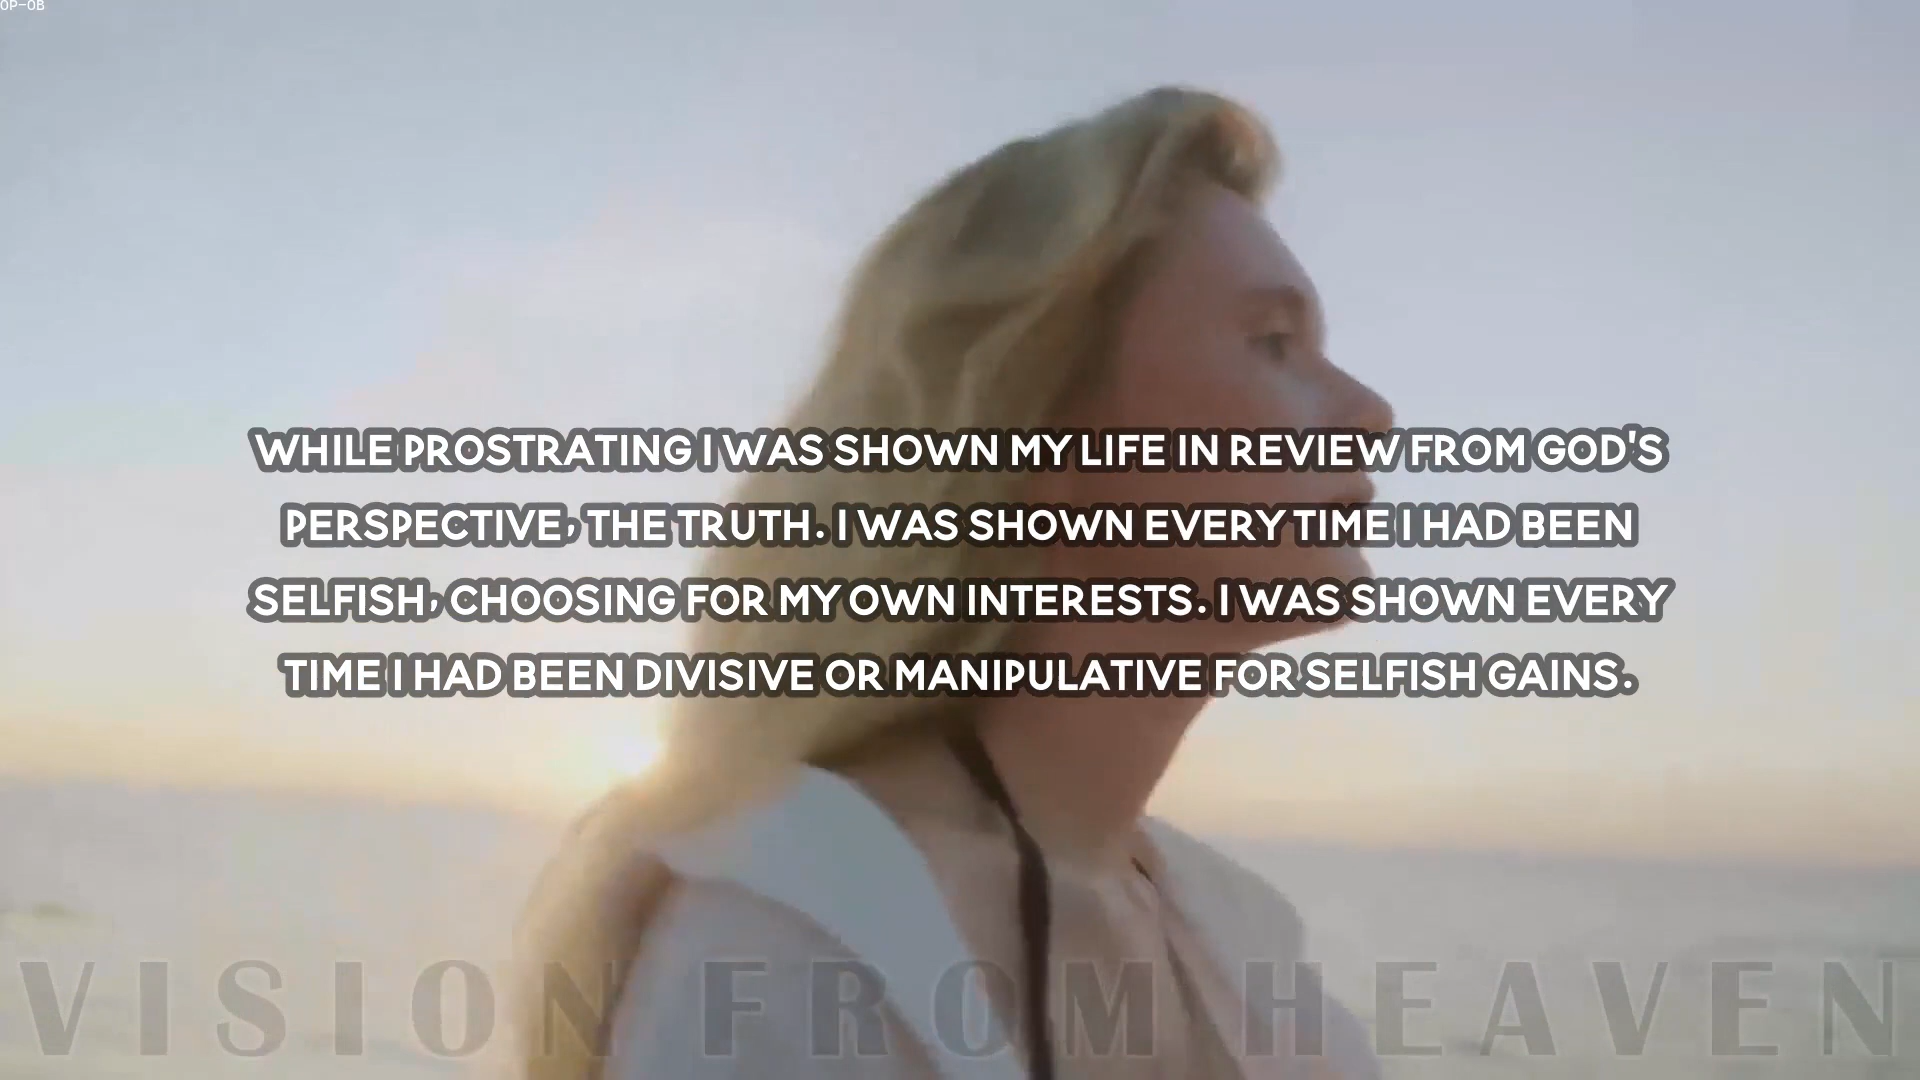 OP-OB
WHILE PROSTRATING I WAS SHOWN MY LIFE IN REVIEW FROM GOD'S
PERSPECTIVE, THE TRUTH. I WAS SHOWN EVERY TIME I HAD BEEN
SELFISH, CHOOSING FOR MY OWN INTERESTS. I WAS SHOWN EVERY
TIME I HAD BEEN DIVISIVE OR MANIPULATIVE FOR SELFISH GAINS.
VISION FROM HEAVEN